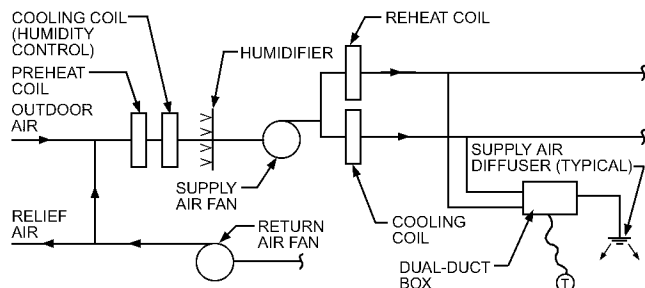 COOLING COIL
(HUMIDITY
CONTROL)
PREHEAT
COIL
OUTDOOR
AIR
HUMIDIFIER
REHEAT COIL
SUPPLY
AIR FAN
RELIEF
AIR
RETURN
AIR FAN
COOLING
COIL
SUPPLY AIR
DIFFUSER (TYPICAL)
DUAL-DUCT
BOX
T